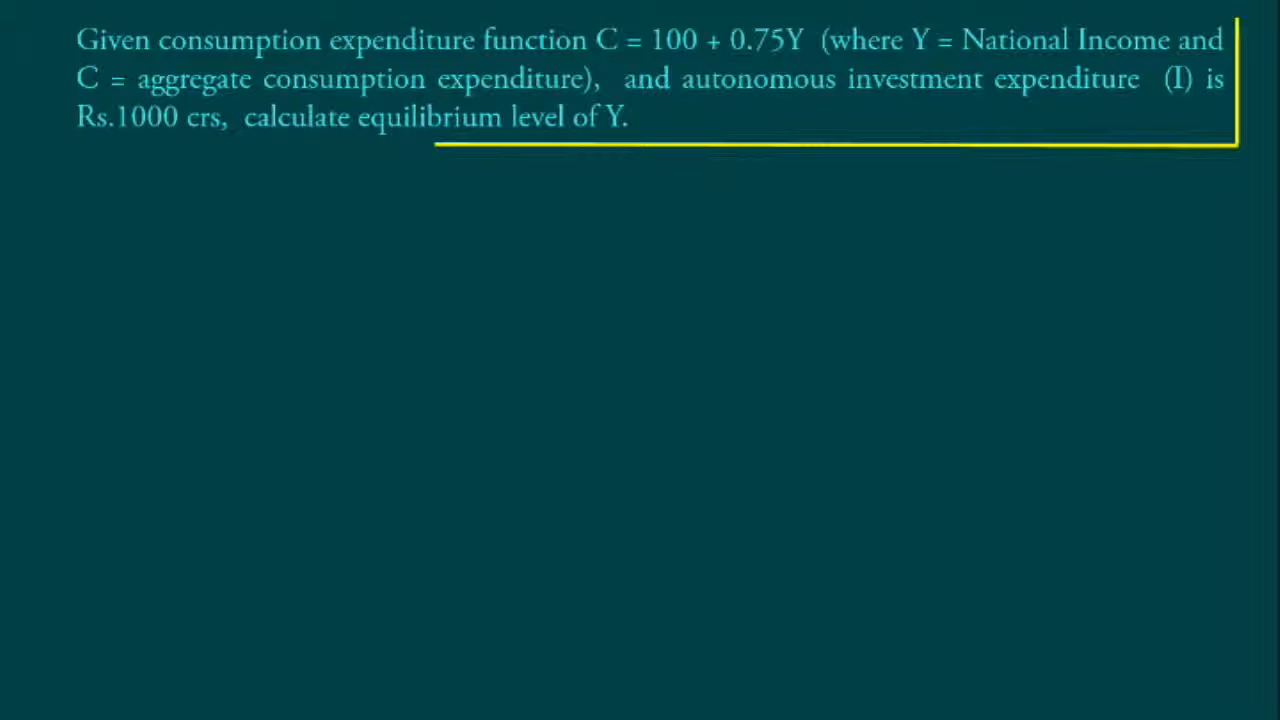 Given consumption expenditure function C = 100 + 0.75Y (where Y = National Income and
C = aggregate consumption expenditure), and autonomous investment expenditure (I) is
Rs.1000 crs, calculate equilibrium level of Y.